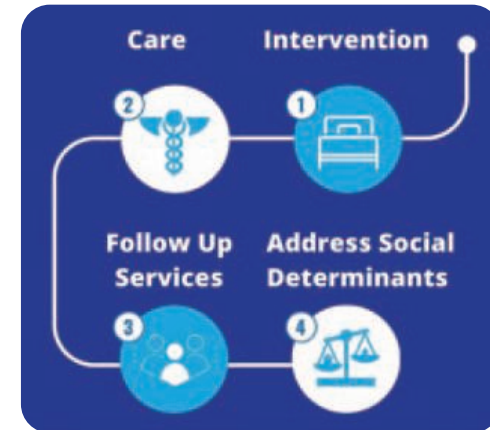 Care
Intervention
2
1
Follow Up
Services
Address Social
Determinants
3
4